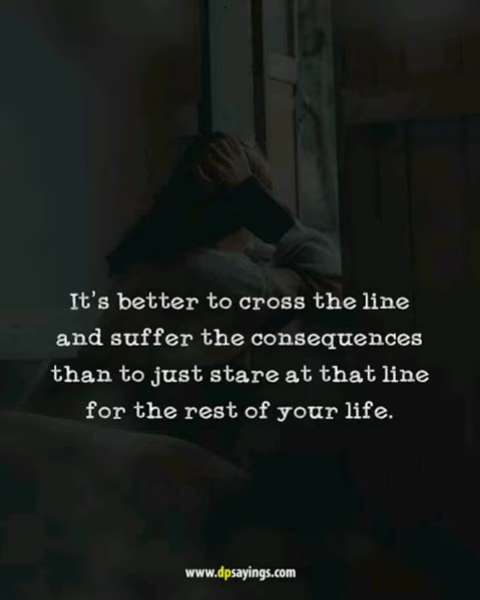 It's better to cross the line
and suffer the consequences
than to just stare at that line
for the rest of your life.
www.dpsayings.com